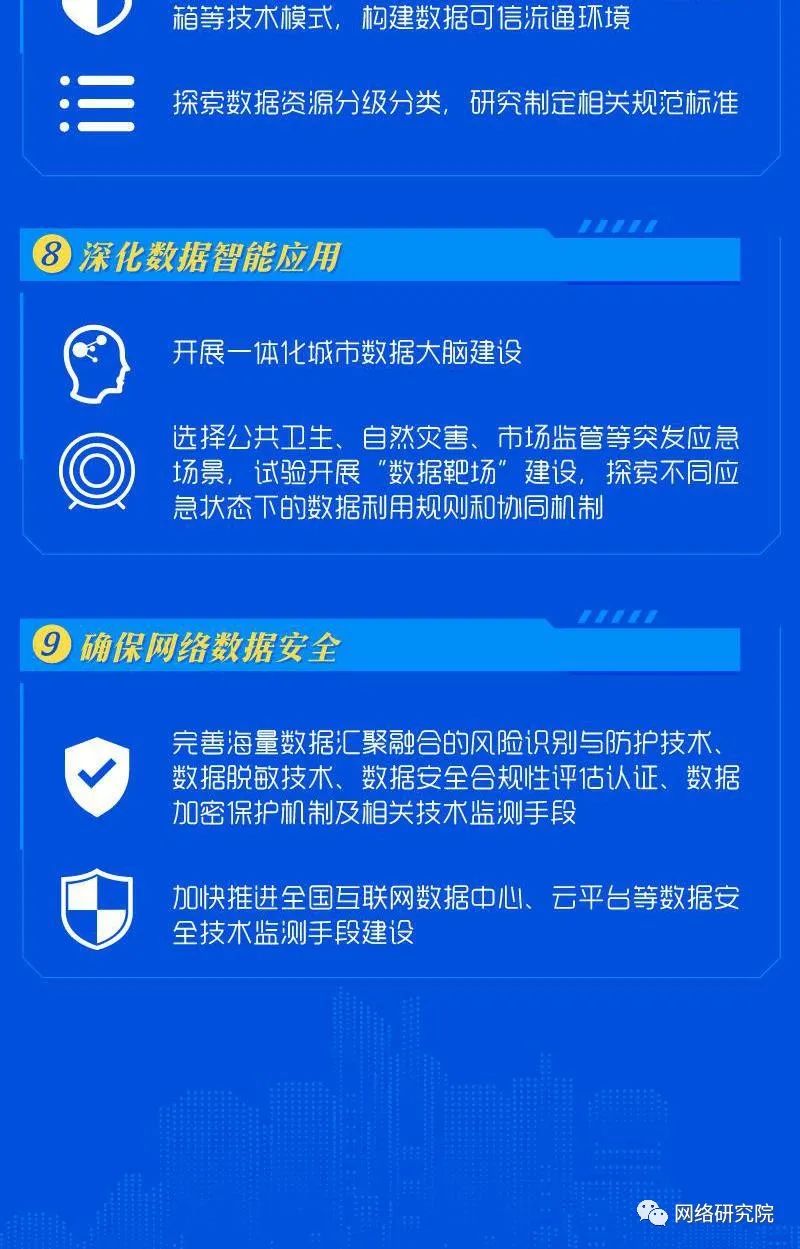 箱等技术模式，构建数据可信流通环境
探索数据资源分级分类，研究制定相关规范标准
8 深化数据智能应用
开展一体化城市数据大脑建设
选择公共卫生、自然灾害、市场监管等突发应急
场景，试验开展“数据靶场”建设，探索不同应
急状态下的数据利用规则和协同机制
9 确保网络数据安全
完善海量数据汇聚融合的风险识别与防护技术、
数据脱敏技术、数据安全合规性评估认证、数据
加密保护机制及相关技术监测手段
加快推进全国互联网数据中心、云平台等数据安
全技术监测手段建设
网络研究院